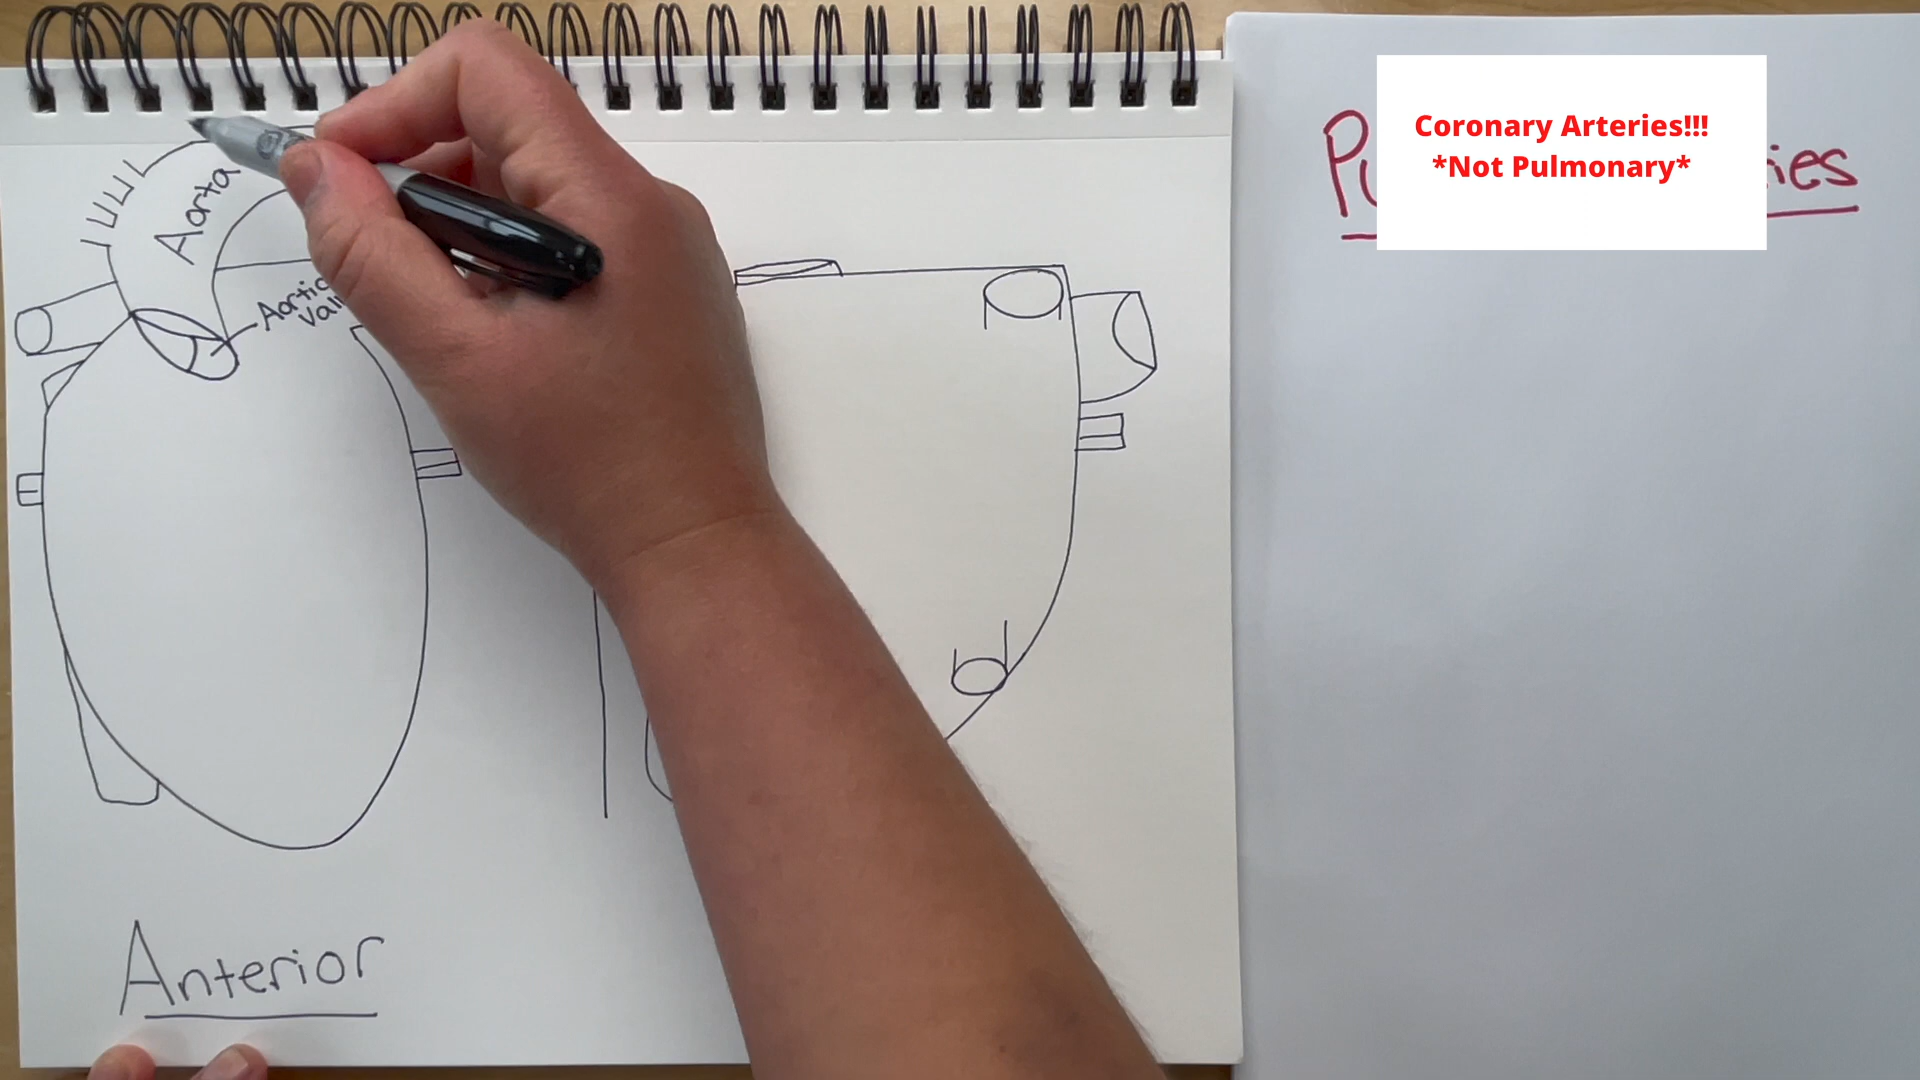 Coronary Arteries!!!
*Not Pulmonary*
Aorta
Aortic
Anterior